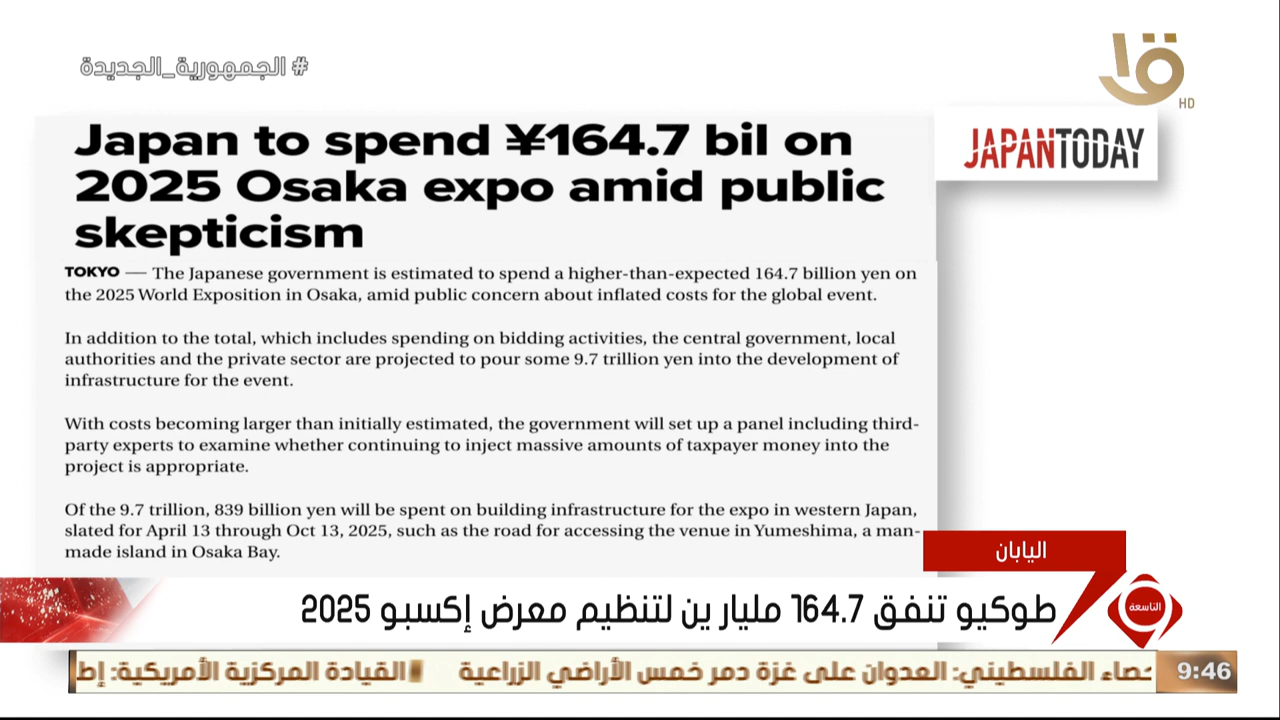 # الجمهورية_الجديدة
HD
JAPANTODAY
Japan to spend ¥164.7 bil on
2025 Osaka expo amid public
skepticism
TOKYO — The Japanese government is estimated to spend a higher-than-expected 164.7 billion yen on
the 2025 World Exposition in Osaka, amid public concern about inflated costs for the global event.
In addition to the total, which includes spending on bidding activities, the central government, local
authorities and the private sector are projected to pour some 9.7 trillion yen into the development of
infrastructure for the event.
With costs becoming larger than initially estimated, the government will set up a panel including third-
party experts to examine whether continuing to inject massive amounts of taxpayer money into the
project is appropriate.
Of the 9.7 trillion, 839 billion yen will be spent on building infrastructure for the expo in western Japan,
slated for April 13 through Oct 13, 2025, such as the road for accessing the venue in Yumeshima, a man-
made island in Osaka Bay.
اليابان
التاسعة
طوكيو تنفق 164.7 مليار ين لتنظيم معرض إكسبو 2025
9:46
الفلسطيني: العدوان على غزة دمر خمس الأراضي الزراعية
القيادة المركزية الأمريكية: